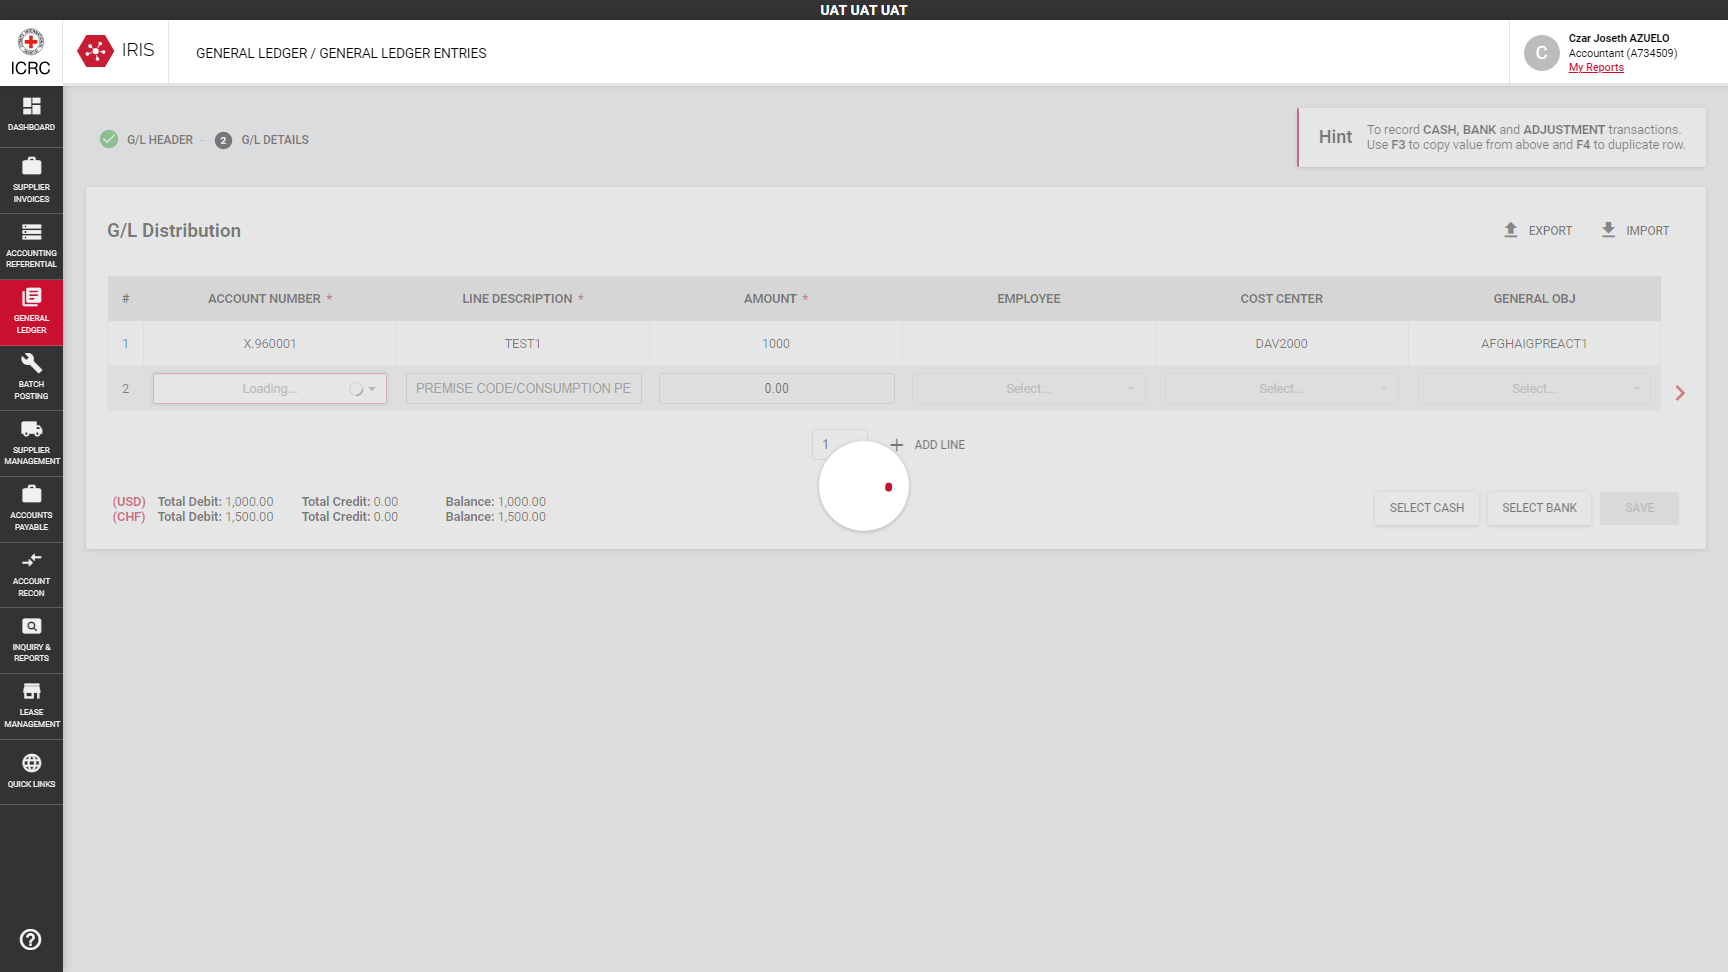 UAT UAT UAT
ICRC
IRIS
GENERAL LEDGER / GENERAL LEDGER ENTRIES
C
Czar Joseth AZUELO
Accountant (A734509)
My Reports
DASHBOARD
SUPPLIER
INVOICES
ACCOUNTING
REFERENTIAL
GENERAL
LEDGER
BATCH
POSTING
SUPPLIER
MANAGEMENT
ACCOUNTS
PAYABLE
ACCOUNT
RECON
INQUIRY &
REPORTS
LEASE
MANAGEMENT
QUICK LINKS
G/L HEADER - 2 G/L DETAILS
Hint
To record CASH, BANK and ADJUSTMENT transactions.
Use F3 to copy value from above and F4 to duplicate row.
G/L Distribution
EXPORT
IMPORT
# ACCOUNT NUMBER * LINE DESCRIPTION * AMOUNT * EMPLOYEE COST CENTER GENERAL OBJ
1 X.960001 TEST1 1000 DAV2000 AFGHAIGPREACT1
2 Loading... PREMISE CODE/CONSUMPTION PE 0.00 Select... Select... Select...
1 ADD LINE
(USD) Total Debit: 1,000.00 Total Credit: 0.00 Balance: 1,000.00
(CHF) Total Debit: 1,500.00 Total Credit: 0.00 Balance: 1,500.00
SELECT CASH SELECT BANK SAVE